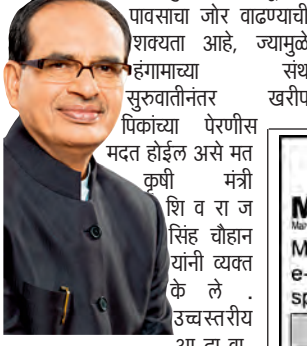 पावसाचा जोर वाढण्याची
शक्यता आहे, ज्यामुळे
हंगामाच्या संथ
सुरुवातीनंतर खरीप
पिकांच्या पेरणीस
मदत होईल असे मत
कृषी मंत्री
शि व रा ज
सिंह चौहान
यांनी व्यक्त
के ले .
उच्चस्तरीय
M
e-
sp